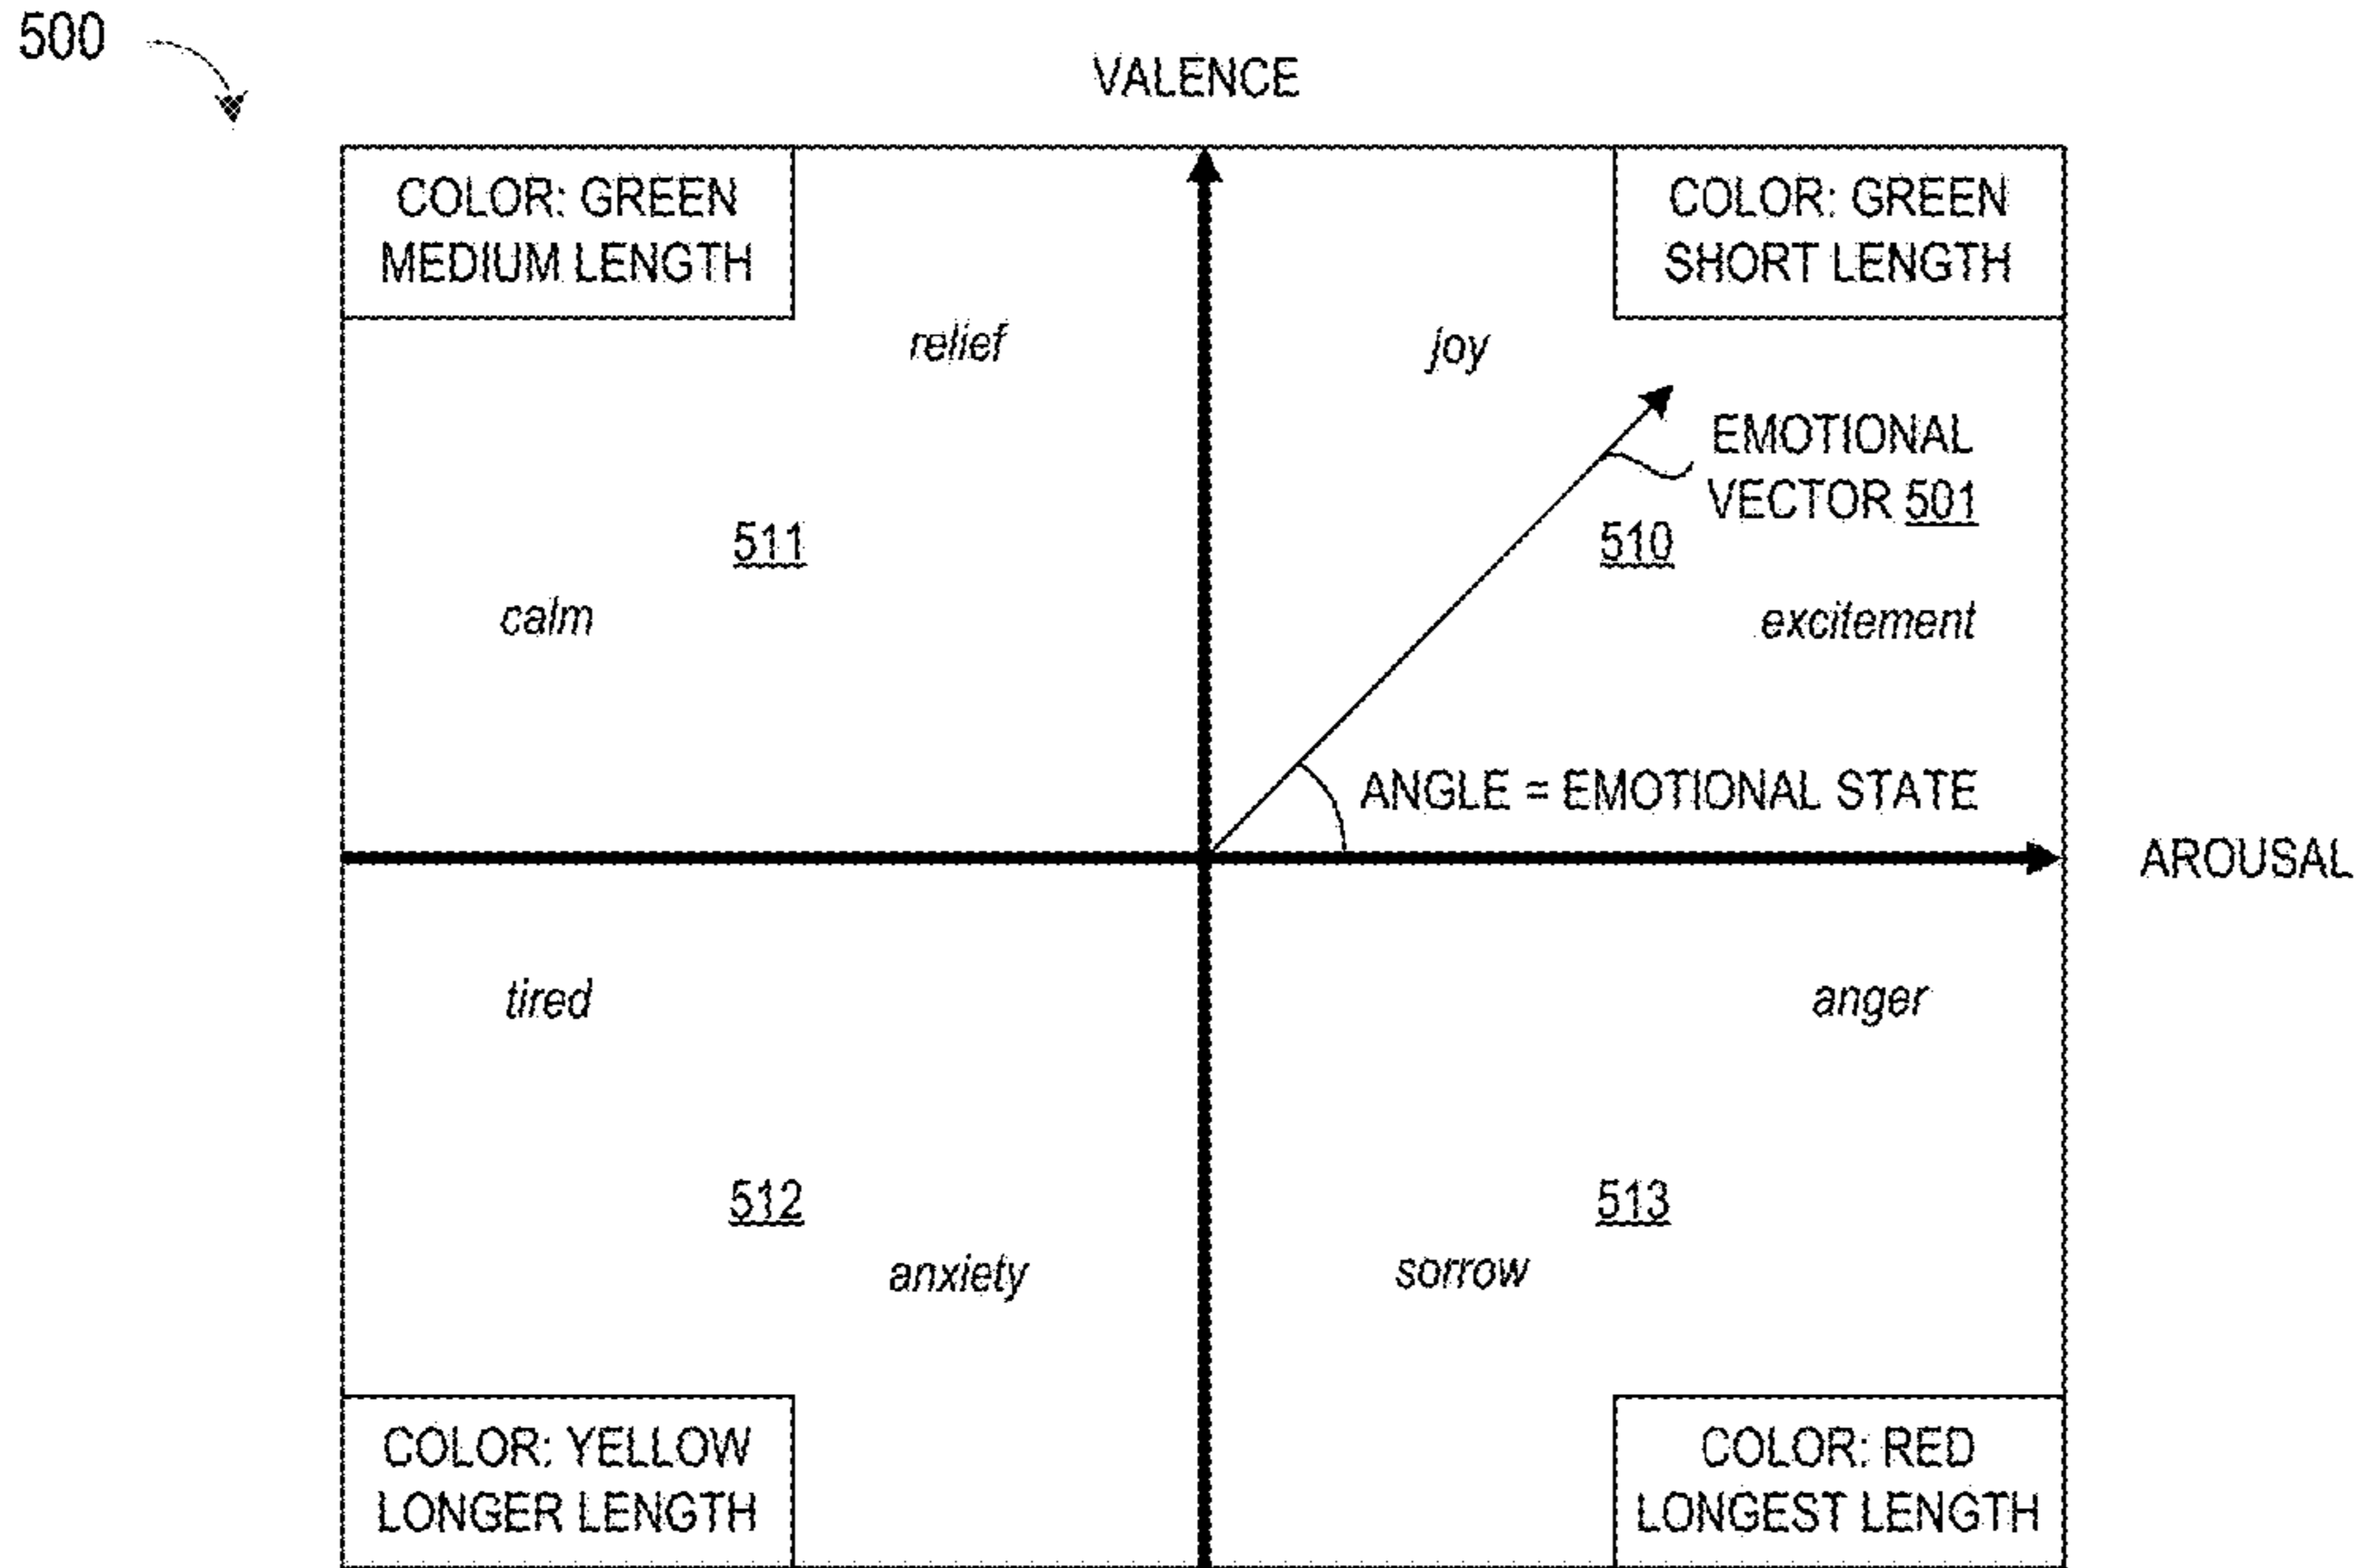 500
VALENCE
COLOR: GREEN
MEDIUM LENGTH
COLOR: GREEN
SHORT LENGTH
relief
joy
EMOTIONAL
VECTOR 501
511
510
calm
excitement
ANGLE = EMOTIONAL STATE
AROUSAL
tired
anger
512
513
anxiety
sorrow
COLOR: YELLOW
LONGER LENGTH
COLOR: RED
LONGEST LENGTH